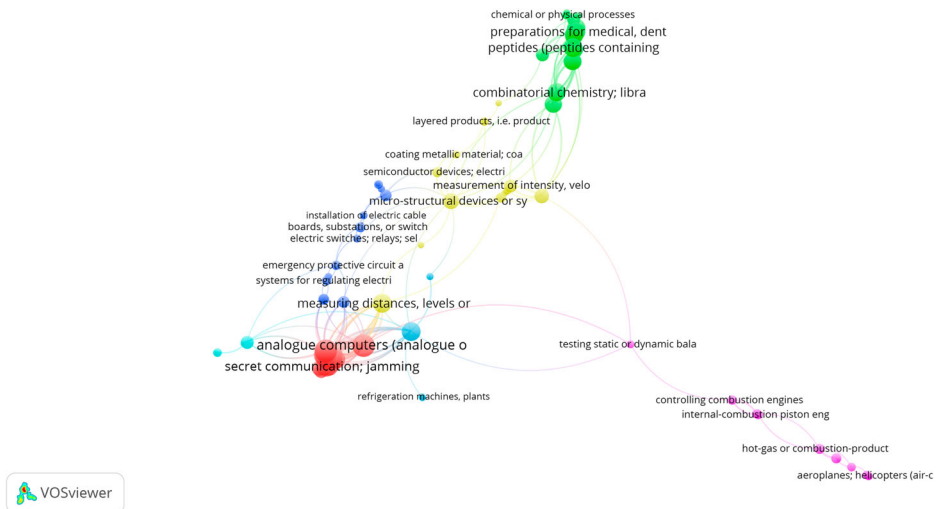 chemical or physical processes
preparations for medical, dent
peptides (peptides containing
combinatorial chemistry; libra
layered products, i.e. product
coating metallic material; coa
semiconductor devices; electri
measurement of intensity, velo
micro-structural devices or sy
installation of electric cable
boards, substations, or switch
electric switches; relays; sel
emergency protective circuit a
systems for regulating electri
measuring distances, levels or
analogue computers (analogue o
testing static or dynamic bala
secret communication; jamming
refrigeration machines, plants
controlling combustion engines
internal-combustion piston eng
hot-gas or combustion-product
aeroplanes; helicopters (air-c
VOSviewer